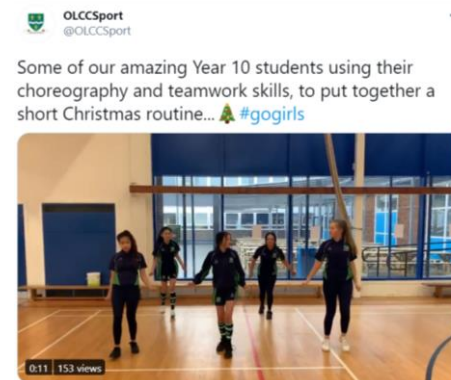 OLCCSport
@OLCCSport
Some of our amazing Year 10 students using their
choreography and teamwork skills, to put together a
short Christmas routine...🎄 #gogirls
0:11 153 views